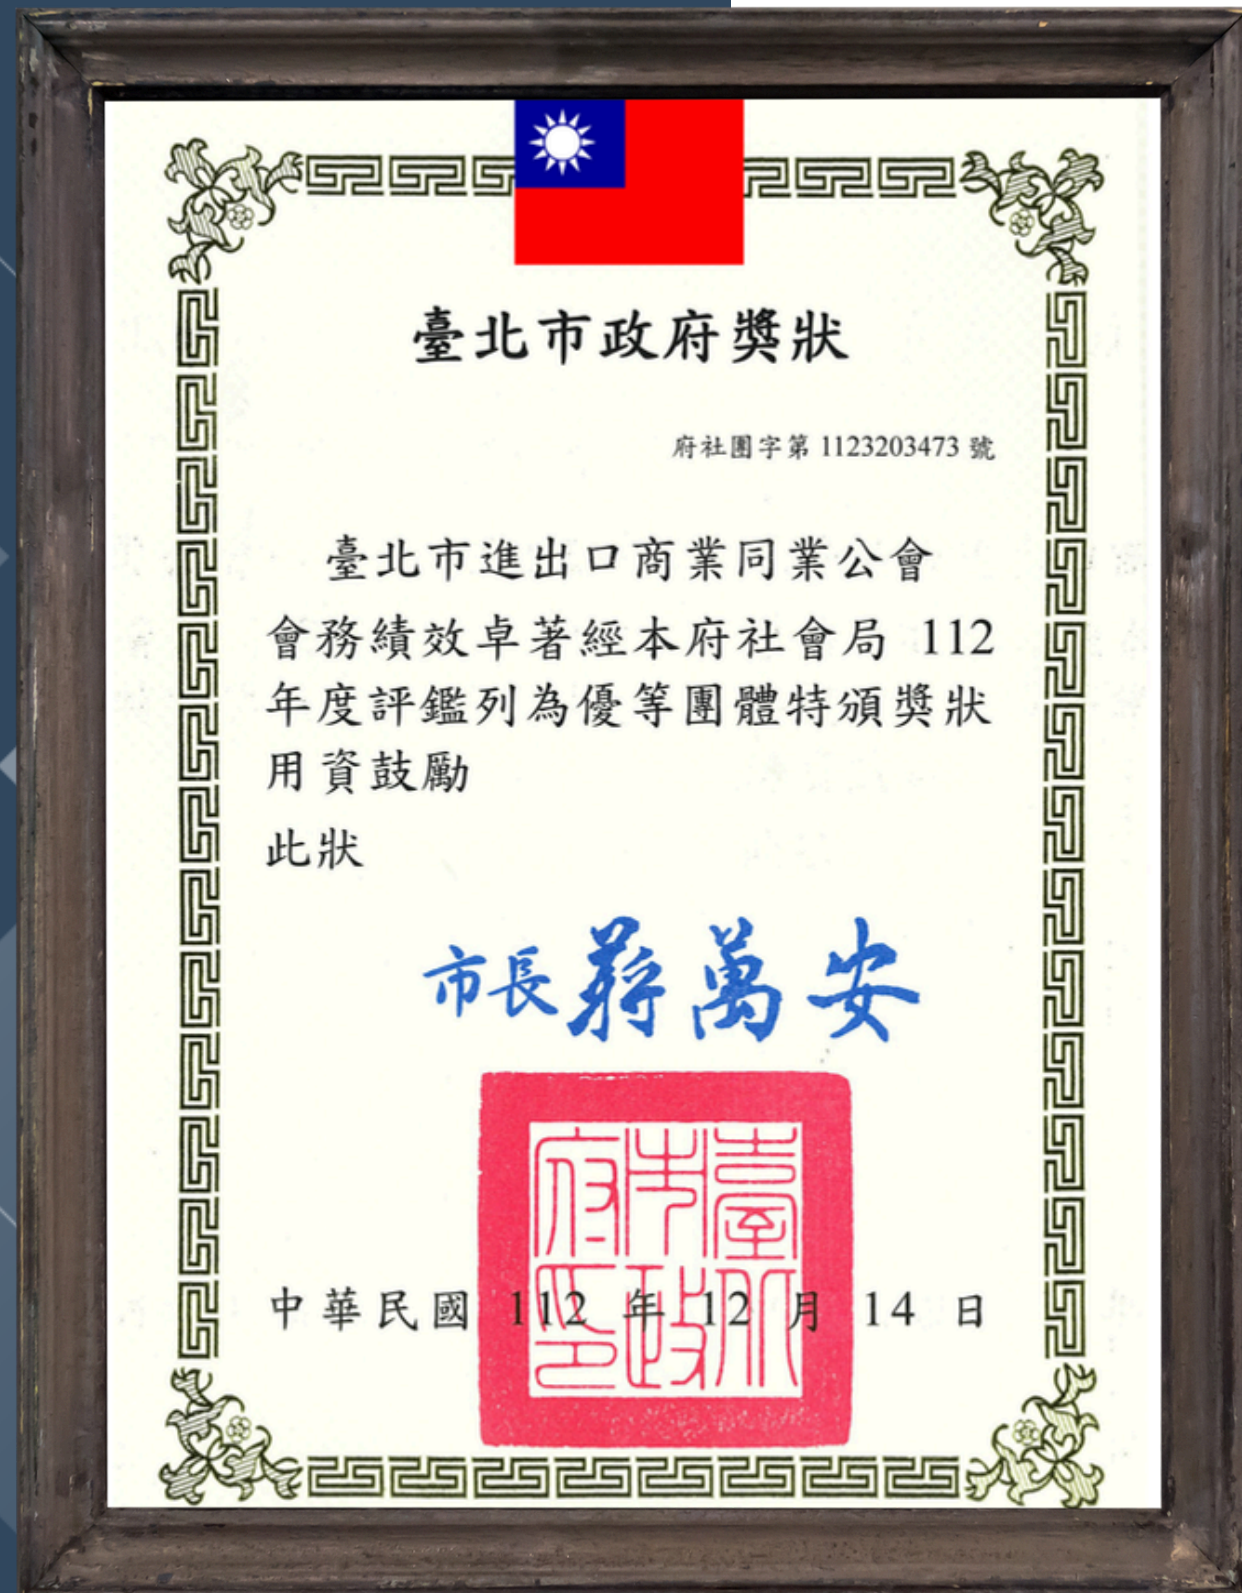 臺北市政府獎狀
府社團字第 1123203473 號
臺北市進出口商業同業公會
會務績效卓著經本府社會局 112
年度評鑑列為優等團體特頒獎狀
用資鼓勵
此狀
市長蔣萬安
臺北市政府印
中華民國 112 年 12 月 14 日